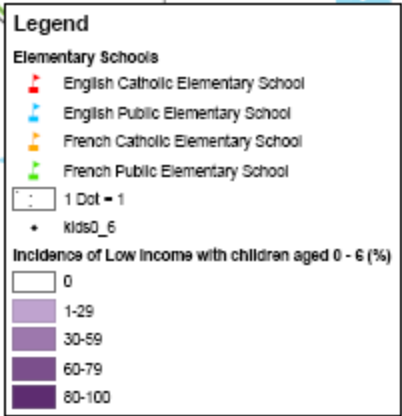 Legend
Elementary Schools
English Catholic Elementary School
English Public Elementary School
French Catholic Elementary School
French Public Elementary School
1 Dot = 1
kids0_6
Incidence of Low Income with children aged 0 - 6 (%)
0
1-29
30-59
60-79
80-100